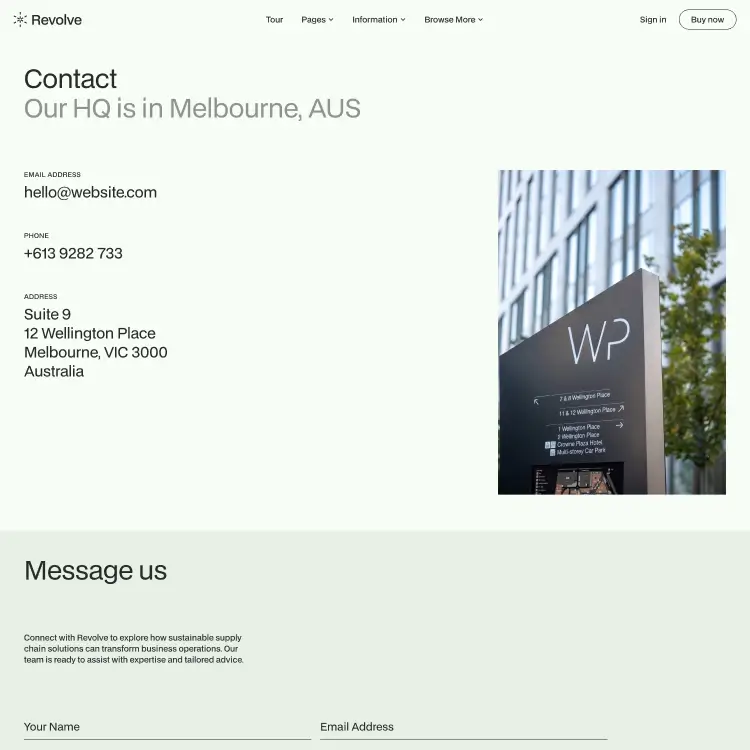 Revolve
Tour
Pages
Information
Browse More
Sign in
Buy now
Contact
Our HQ is in Melbourne, AUS
EMAIL ADDRESS
hello@website.com
PHONE
+613 9282 733
ADDRESS
Suite 9
12 Wellington Place
Melbourne, VIC 3000
Australia
WP
7 & 8 Wellington Place
11 & 12 Wellington Place
1 Wellington Place
2 Wellington Place
Crowne Plaza Hotel
Multi-storey Car Park
Message us
Connect with Revolve to explore how sustainable supply
chain solutions can transform business operations. Our
team is ready to assist with expertise and tailored advice.
Your Name
Email Address